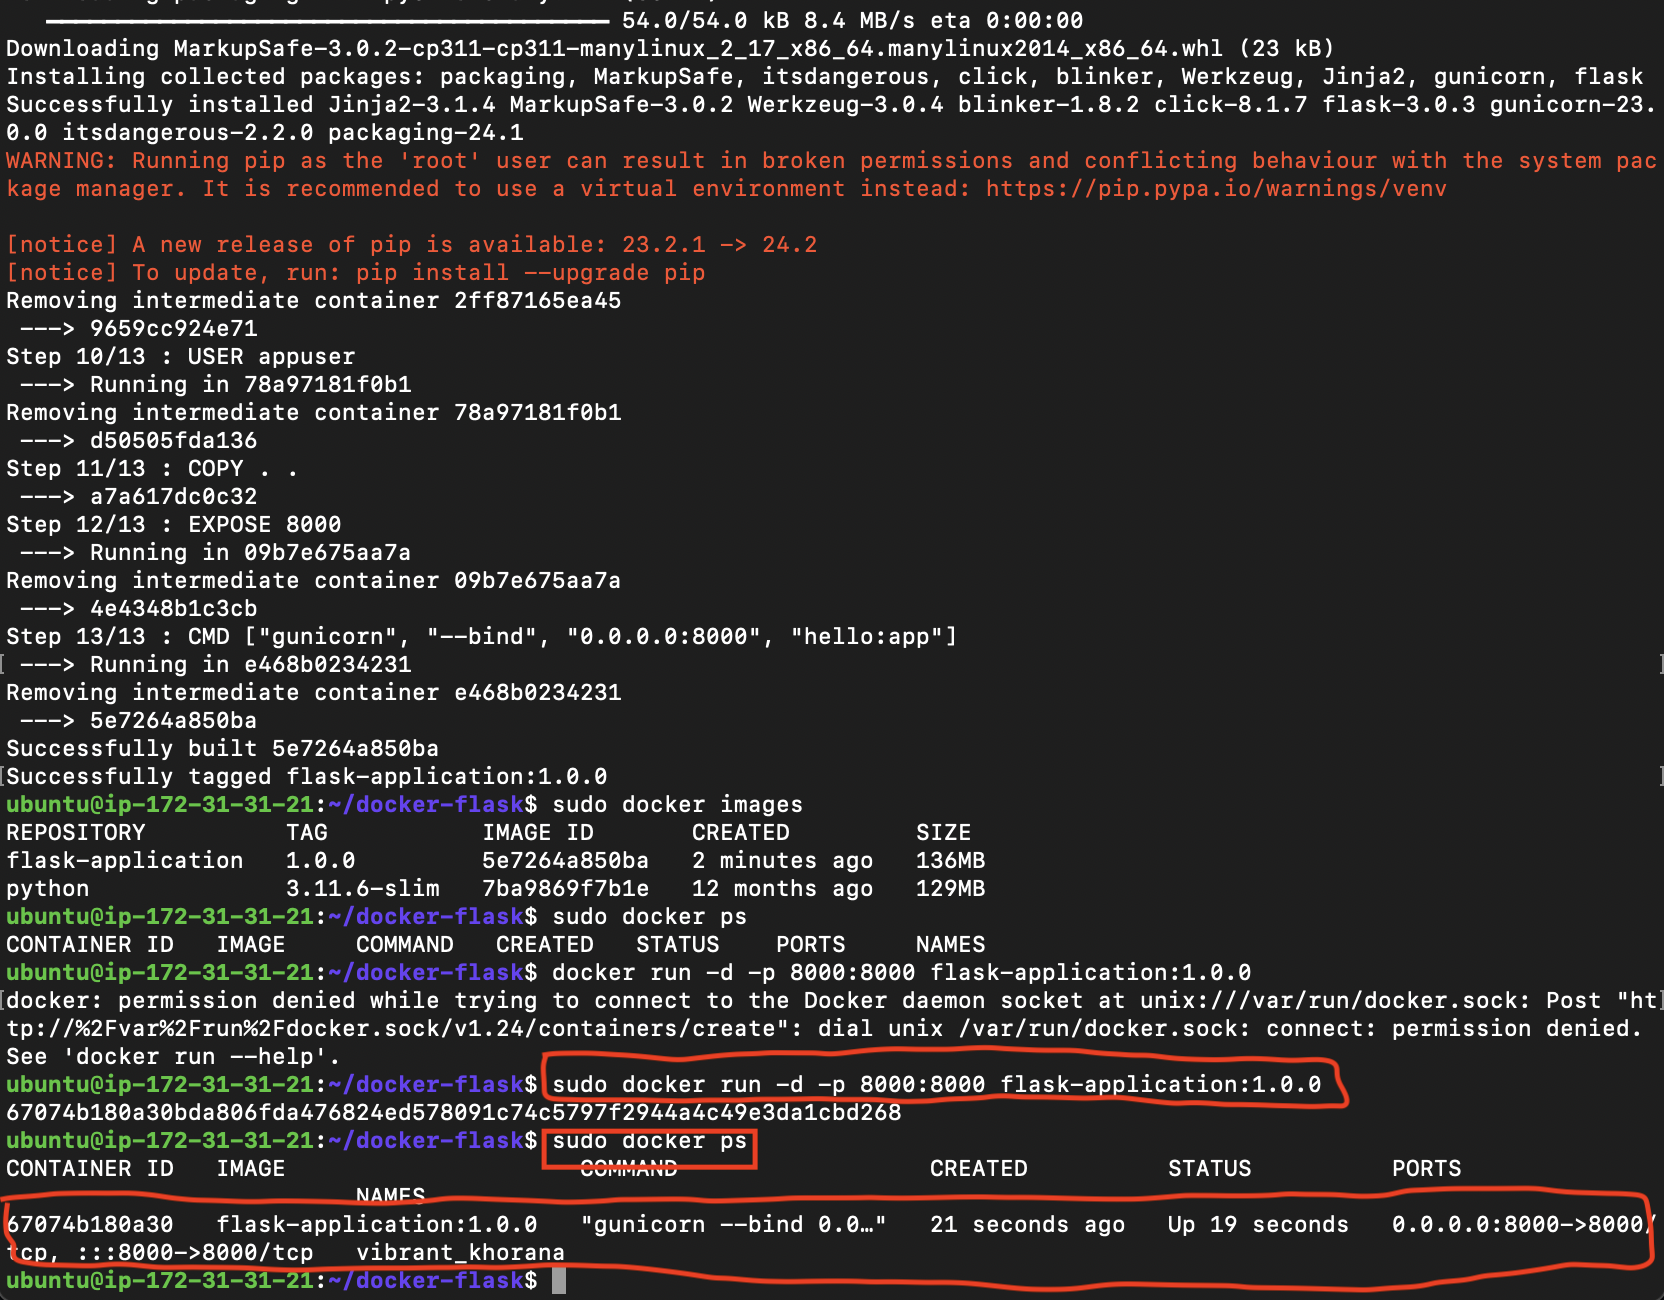 54.0/54.0 kB 8.4 MB/s eta 0:00:00
Downloading MarkupSafe-3.0.2-cp311-cp311-manylinux_2_17_x86_64.manylinux2014_x86_64.whl (23 kB)
Installing collected packages: packaging, MarkupSafe, itsdangerous, click, blinker, Werkzeug, Jinja2, gunicorn, flask
Successfully installed Jinja2-3.1.4 MarkupSafe-3.0.2 Werkzeug-3.0.4 blinker-1.8.2 click-8.1.7 flask-3.0.3 gunicorn-23.
0.0 itsdangerous-2.2.0 packaging-24.1
WARNING: Running pip as the 'root' user can result in broken permissions and conflicting behaviour with the system pac
kage manager. It is recommended to use a virtual environment instead: https://pip.pypa.io/warnings/venv
[notice] A new release of pip is available: 23.2.1 -> 24.2
[notice] To update, run: pip install --upgrade pip
Removing intermediate container 2ff87165ea45
---> 9659cc924e71
Step 10/13 : USER appuser
---> Running in 78a97181f0b1
Removing intermediate container 78a97181f0b1
---> d50505fda136
Step 11/13 : COPY . .
---> a7a617dc0c32
Step 12/13 : EXPOSE 8000
---> Running in 09b7e675aa7a
Removing intermediate container 09b7e675aa7a
---> 4e4348b1c3cb
Step 13/13 : CMD ["gunicorn", "--bind", "0.0.0.0:8000", "hello:app"]
---> Running in e468b0234231
Removing intermediate container e468b0234231
---> 5e7264a850ba
Successfully built 5e7264a850ba
Successfully tagged flask-application:1.0.0
ubuntu@ip-172-31-31-21:~/docker-flask$ sudo docker images
REPOSITORY TAG IMAGE ID CREATED SIZE
flask-application 1.0.0 5e7264a850ba 2 minutes ago 136MB
python 3.11.6-slim 7ba9869f7b1e 12 months ago 129MB
ubuntu@ip-172-31-31-21:~/docker-flask$ sudo docker ps
CONTAINER ID IMAGE COMMAND CREATED STATUS PORTS NAMES
ubuntu@ip-172-31-31-21:~/docker-flask$ docker run -d -p 8000:8000 flask-application:1.0.0
docker: permission denied while trying to connect to the Docker daemon socket at unix:///var/run/docker.sock: Post "ht
tp://%2Fvar%2Frun%2Fdocker.sock/v1.24/containers/create": dial unix /var/run/docker.sock: connect: permission denied.
See 'docker run --help'.
ubuntu@ip-172-31-31-21:~/docker-flask$ sudo docker run -d -p 8000:8000 flask-application:1.0.0
67074b180a30bda806fda476824ed578091c74c5797f2944a4c49e3da1cbd268
ubuntu@ip-172-31-31-21:~/docker-flask$ sudo docker ps
CONTAINER ID IMAGE COMMAND CREATED STATUS PORTS
NAMES
67074b180a30 flask-application:1.0.0 "gunicorn --bind 0.0…" 21 seconds ago Up 19 seconds 0.0.0.0:8000->8000/
tcp, :::8000->8000/tcp vibrant_khorana
ubuntu@ip-172-31-31-21:~/docker-flask$